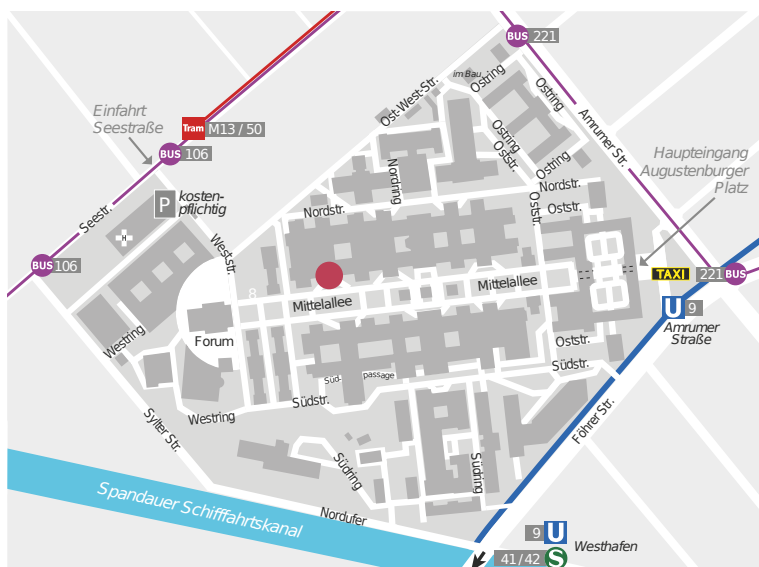 BUS 221
im Bau
Ostring
Ost-West-Str.
Ostring
Amrumer Str.
Einfahrt
Seestraße
Tram M13/50
BUS 106
Ostring
Oststr.
Ostring
Haupteingang
Augustenburger
Platz
P kosten-
pflichtig
Nordring
Nordstr.
Nordstr.
Oststr.
Oststr.
Seestr.
H
Weststr.
BUS 106
TAXI
221 BUS
8
Mittelallee
Mittelallee
U 9
Amrumer
Straße
Westring
Forum
Oststr.
Südstr.
Süd-
passage
Südstr.
Westring
Sylter Str.
Föhrer Str.
Südring
Südring
Spandauer Schifffahrtskanal
Nordufer
9 U
Westhafen
41/42 S